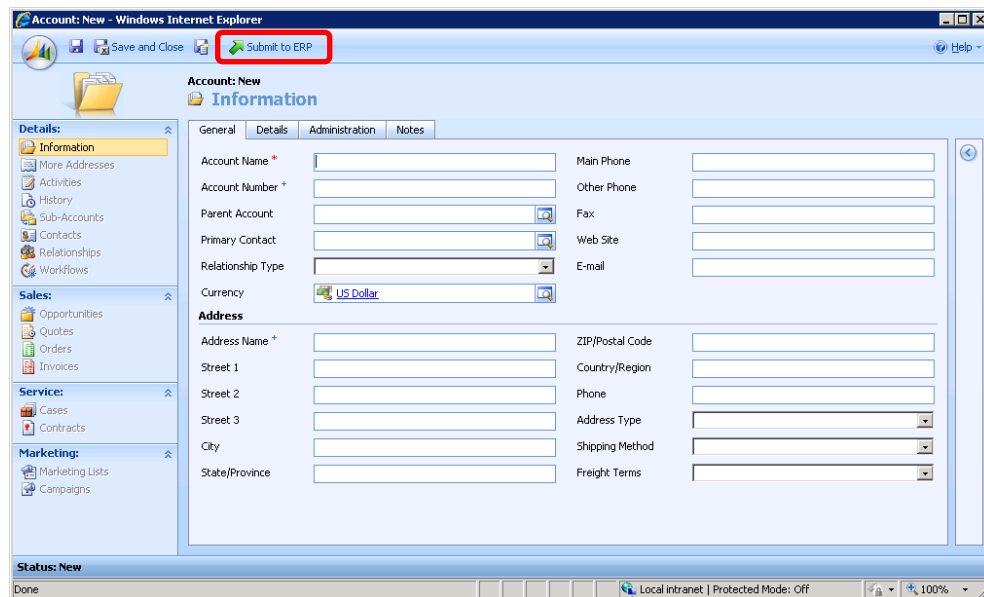 Account: New - Windows Internet Explorer
Save and Close Submit to ERP Help
Account: New
Information
Details:
Information
More Addresses
Activities
History
Sub-Accounts
Contacts
Relationships
Workflows
Sales:
Opportunities
Quotes
Orders
Invoices
Service:
Cases
Contracts
Marketing:
Marketing Lists
Campaigns
General Details Administration Notes
Account Name * Main Phone
Account Number + Other Phone
Parent Account Fax
Primary Contact Web Site
Relationship Type E-mail
Currency US Dollar
Address
Address Name + ZIP/Postal Code
Street 1 Country/Region
Street 2 Phone
Street 3 Address Type
City Shipping Method
State/Province Freight Terms
Status: New
Done Local intranet | Protected Mode: Off 100%